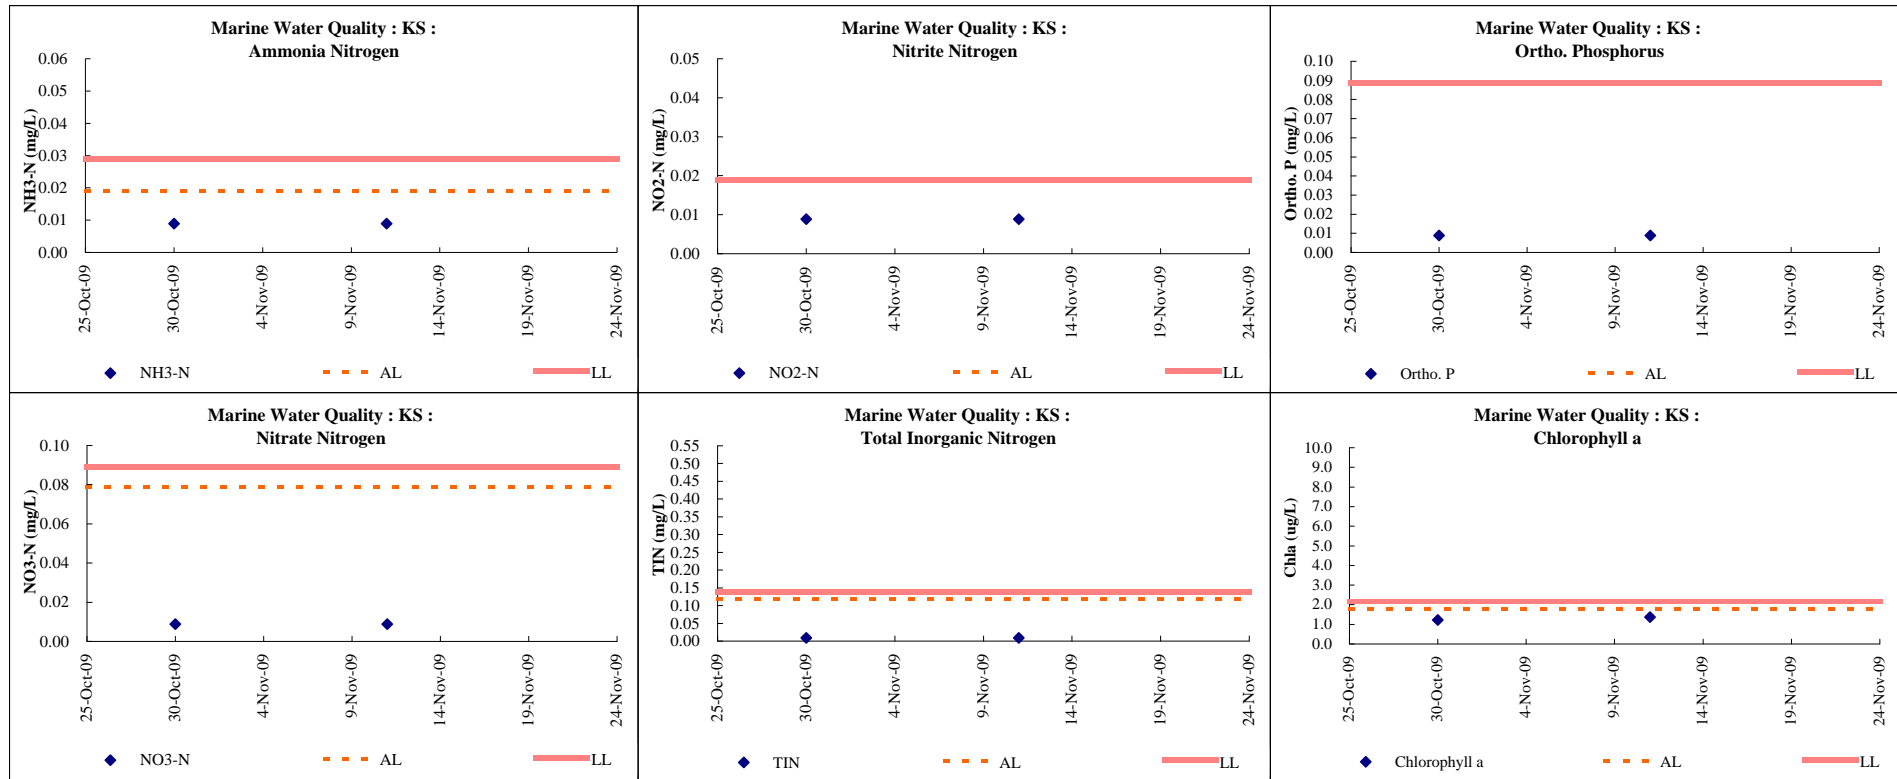 Marine Water Quality : KS :
Ammonia Nitrogen
NH3-N (mg/L)
0.06
0.05
0.04
0.03
0.02
0.01
0.00
25-Oct-09
30-Oct-09
4-Nov-09
9-Nov-09
14-Nov-09
19-Nov-09
24-Nov-09
NH3-N AL LL
Marine Water Quality : KS :
Nitrite Nitrogen
NO2-N (mg/L)
0.05
0.04
0.03
0.02
0.01
0.00
25-Oct-09
30-Oct-09
4-Nov-09
9-Nov-09
14-Nov-09
19-Nov-09
24-Nov-09
NO2-N AL LL
Marine Water Quality : KS :
Ortho. Phosphorus
Ortho. P (mg/L)
0.10
0.09
0.08
0.07
0.06
0.05
0.04
0.03
0.02
0.01
0.00
25-Oct-09
30-Oct-09
4-Nov-09
9-Nov-09
14-Nov-09
19-Nov-09
24-Nov-09
Ortho. P AL LL
Marine Water Quality : KS :
Nitrate Nitrogen
NO3-N (mg/L)
0.10
0.08
0.06
0.04
0.02
0.00
25-Oct-09
30-Oct-09
4-Nov-09
9-Nov-09
14-Nov-09
19-Nov-09
24-Nov-09
NO3-N AL LL
Marine Water Quality : KS :
Total Inorganic Nitrogen
TIN (mg/L)
0.55
0.50
0.45
0.40
0.35
0.30
0.25
0.20
0.15
0.10
0.05
0.00
25-Oct-09
30-Oct-09
4-Nov-09
9-Nov-09
14-Nov-09
19-Nov-09
24-Nov-09
TIN AL LL
Marine Water Quality : KS :
Chlorophyll a
Chla (ug/L)
10.0
9.0
8.0
7.0
6.0
5.0
4.0
3.0
2.0
1.0
0.0
25-Oct-09
30-Oct-09
4-Nov-09
9-Nov-09
14-Nov-09
19-Nov-09
24-Nov-09
Chlorophyll a AL LL